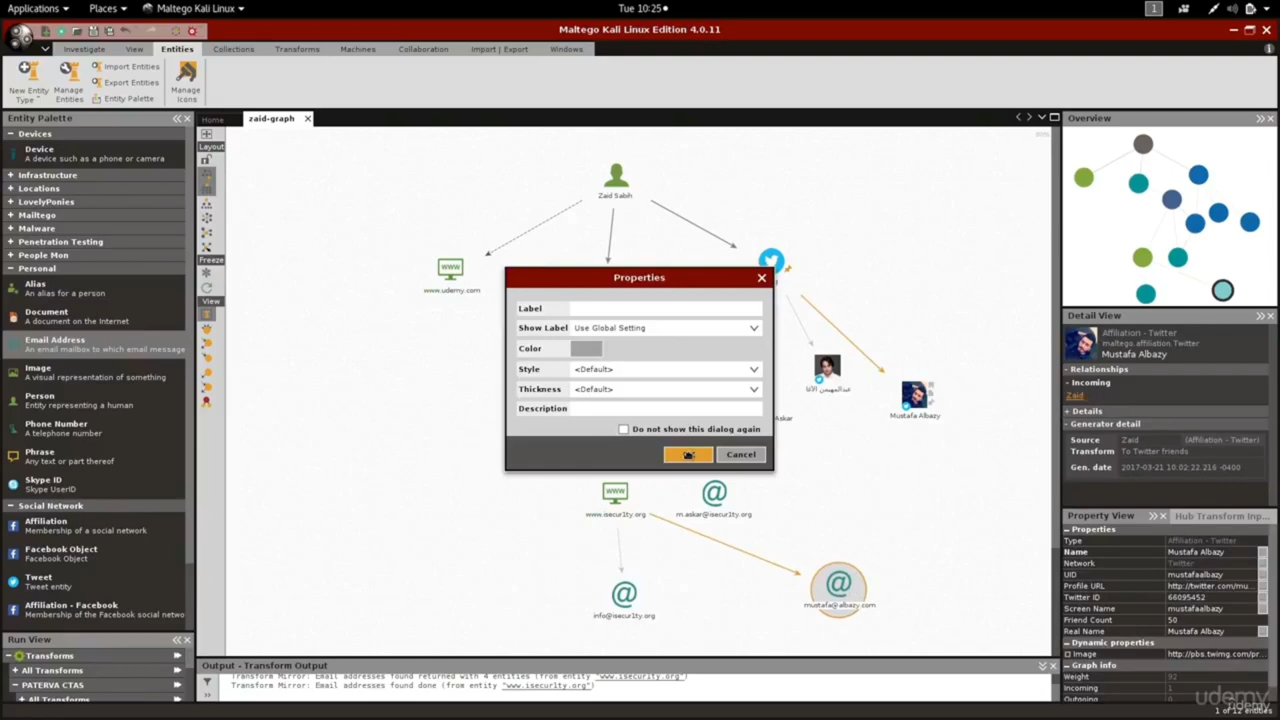 Applications
Places
Maltego Kali Linux
Tue 10:25
1
Maltego Kali Linux Edition 4.0.11
Investigate
View
Entities
Collections
Transforms
Machines
Collaboration
Import | Export
Windows
New Entity
Type
Manage
Entities
Import Entities
Export Entities
Entity Palette
Manage
Icons
Entity Palette
Devices
Device
A device such as a phone or camera
Infrastructure
Locations
LovelyPonies
Maltego
Malware
Penetration Testing
People Mon
Personal
Alias
An alias for a person
Document
A document on the Internet
Email Address
An email mailbox to which email message
Image
A visual representation of something
Person
Entity representing a human
Phone Number
A telephone number
Phrase
Any text or part thereof
Skype ID
Skype UserID
Social Network
Affiliation
Membership of a social network
Facebook Object
Facebook Object
Tweet
Tweet entity
Affiliation - Facebook
Membership of the Facebook social netwo
Run View
Transforms
All Transforms
PATERVA CTAS
All Transforms
Home
zaid-graph
Layout
Freeze
View
80%
Zaid Sabih
www
www.udemy.com
عبدالمهيمن الآغا
Mustafa Albazy
Askar
www
www.isecur1ty.org
m.askar@isecur1ty.org
info@isecur1ty.org
mustafa@albazy.com
Properties
Label
Show Label
Use Global Setting
Color
Style
<Default>
Thickness
<Default>
Description
Do not show this dialog again
Cancel
Output - Transform Output
Transform Mirror: Email addresses found returned with 4 entities (from entity "www.isecur1ty.org")
Transform Mirror: Email addresses found done (from entity "www.isecur1ty.org")
Overview
Detail View
Affiliation - Twitter
maltego.affiliation.Twitter
Mustafa Albazy
Relationships
Incoming
Zaid
Details
Generator detail
Source Zaid (Affiliation - Twitter)
Transform To Twitter friends
Gen. date 2017-03-21 10.02:22.216 -0400
Property View
Hub Transform Inp...
Properties
Type Affiliation - Twitter
Name Mustafa Albazy
Network Twitter
UID mustafaalbazy
Profile URL http://twitter.com/mu...
Twitter ID 66095452
Screen Name mustafaalbazy
Friend Count 50
Real Name Mustafa Albazy
Dynamic properties
Image http://pbs.twimg.com/pr...
Graph info
Weight 92
Incoming 1
Outgoing 0
udemy
1 of 12 entities